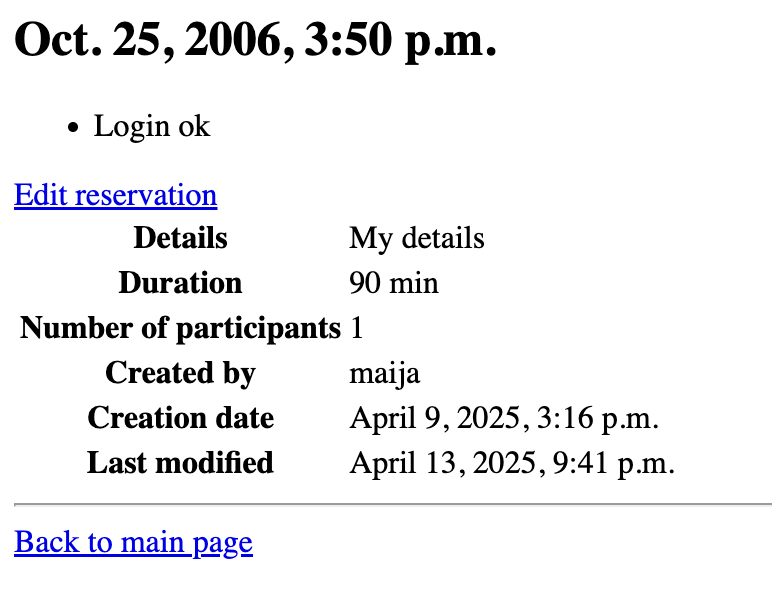 Oct. 25, 2006, 3:50 p.m.
• Login ok
Edit reservation
Details My details
Duration 90 min
Number of participants 1
Created by maija
Creation date April 9, 2025, 3:16 p.m.
Last modified April 13, 2025, 9:41 p.m.
Back to main page